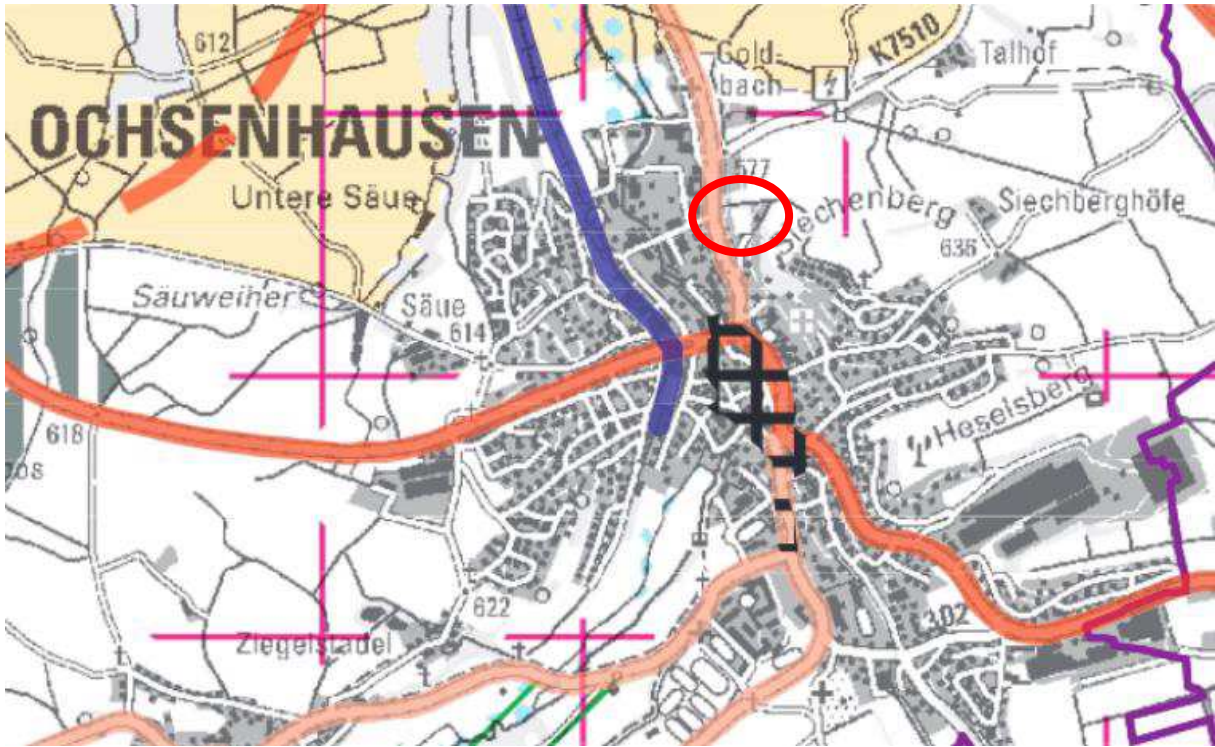 612
Gold-
bach
K7510
Talhof
OCHSENHAUSEN
577
Untere Säue
Siechenberg
Siechberghöfe
636
Säuweiher
Säue
614
618
Heselsberg
622
302
Ziegelstadel